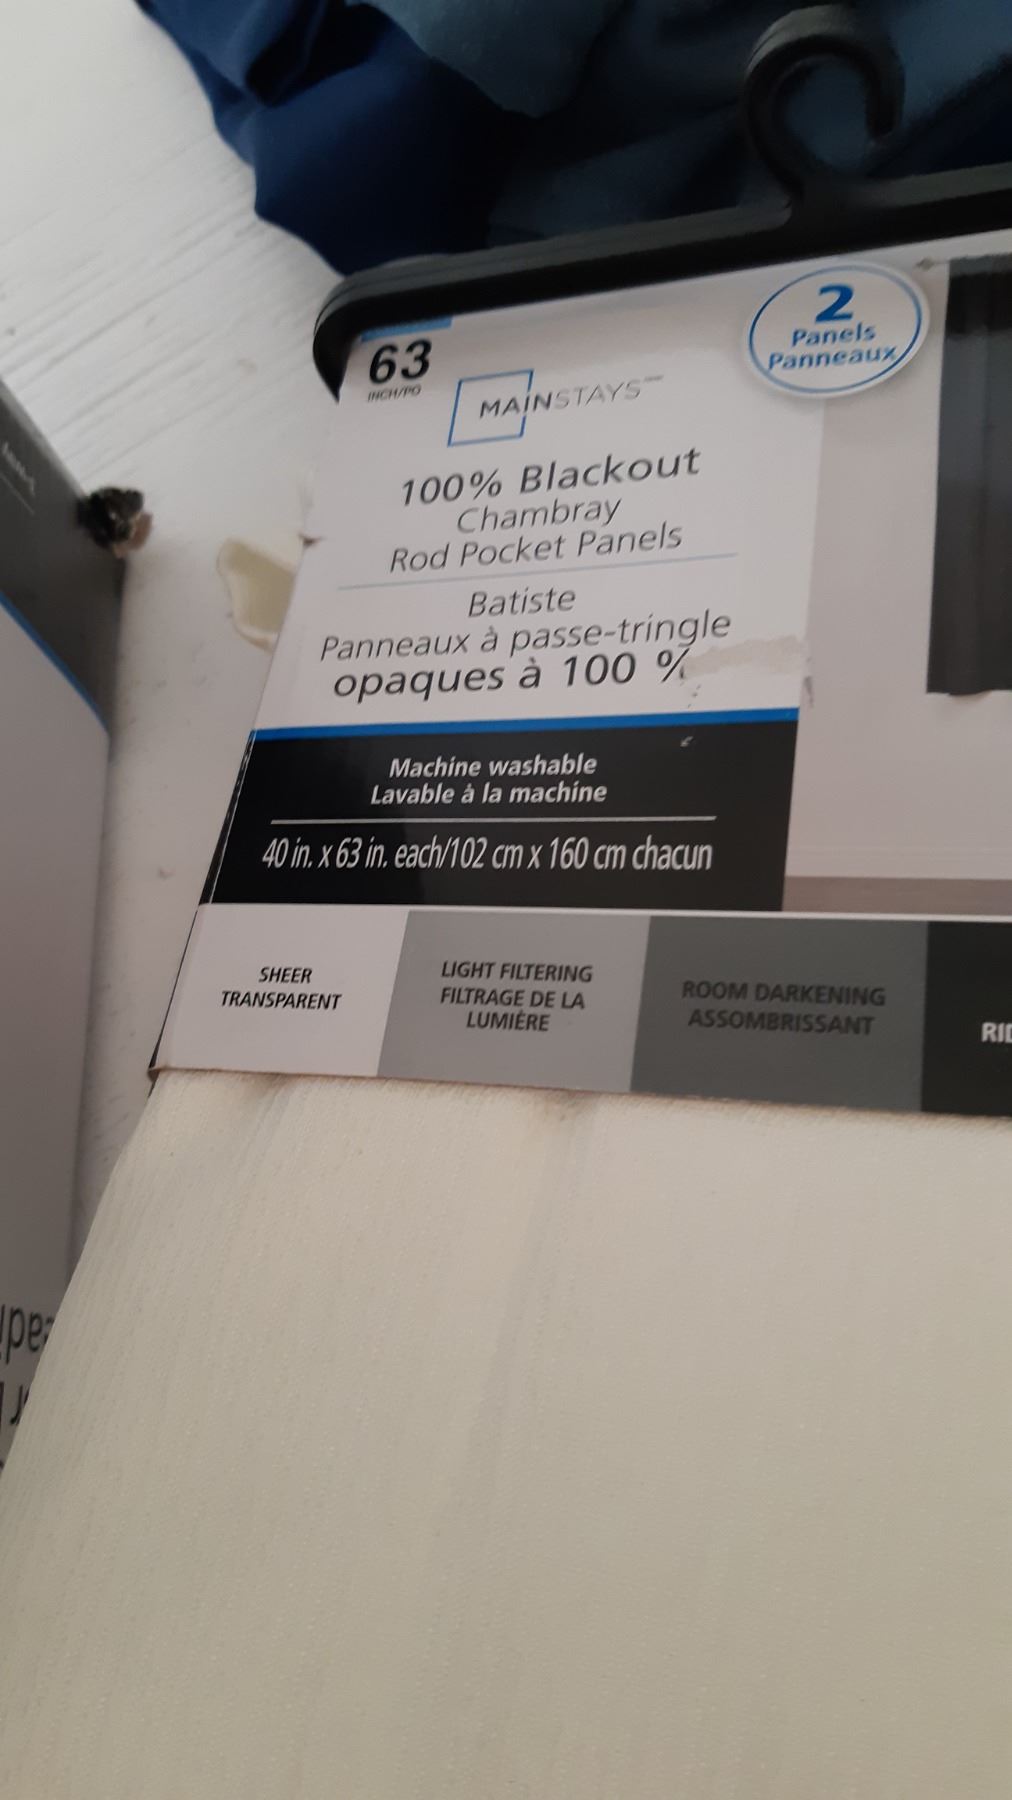 63
INCH/PO
MAINSTAYS™
2
Panels
Panneaux
100% Blackout
Chambray
Rod Pocket Panels
Batiste
Panneaux à passe-tringle
opaques à 100 %
Machine washable
Lavable à la machine
40 in. x 63 in. each/102 cm x 160 cm chacun
SHEER
TRANSPARENT
LIGHT FILTERING
FILTRAGE DE LA
LUMIÈRE
ROOM DARKENING
ASSOMBRISSANT